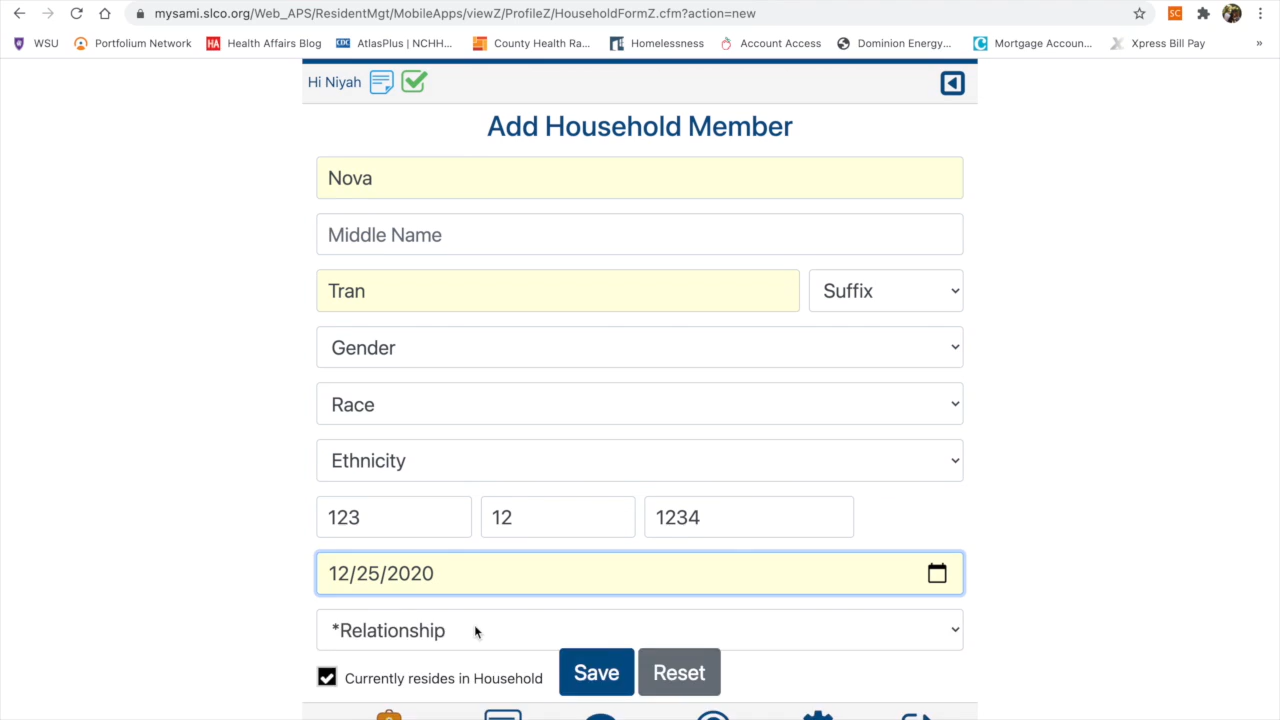 mysami.slco.org/Web_APS/ResidentMgt/MobileApps/viewZ/ProfileZ/HouseholdFormZ.cfm?action=new
SC
WSU Portfolium Network HA Health Affairs Blog CDC AtlasPlus | NCHH... County Health Ra... Homelessness Account Access Dominion Energy... C Mortgage Accoun... X Xpress Bill Pay »
Hi Niyah
Add Household Member
Nova
Middle Name
Tran Suffix
Gender
Race
Ethnicity
123 12 1234
12/25/2020
*Relationship
Currently resides in Household Save Reset